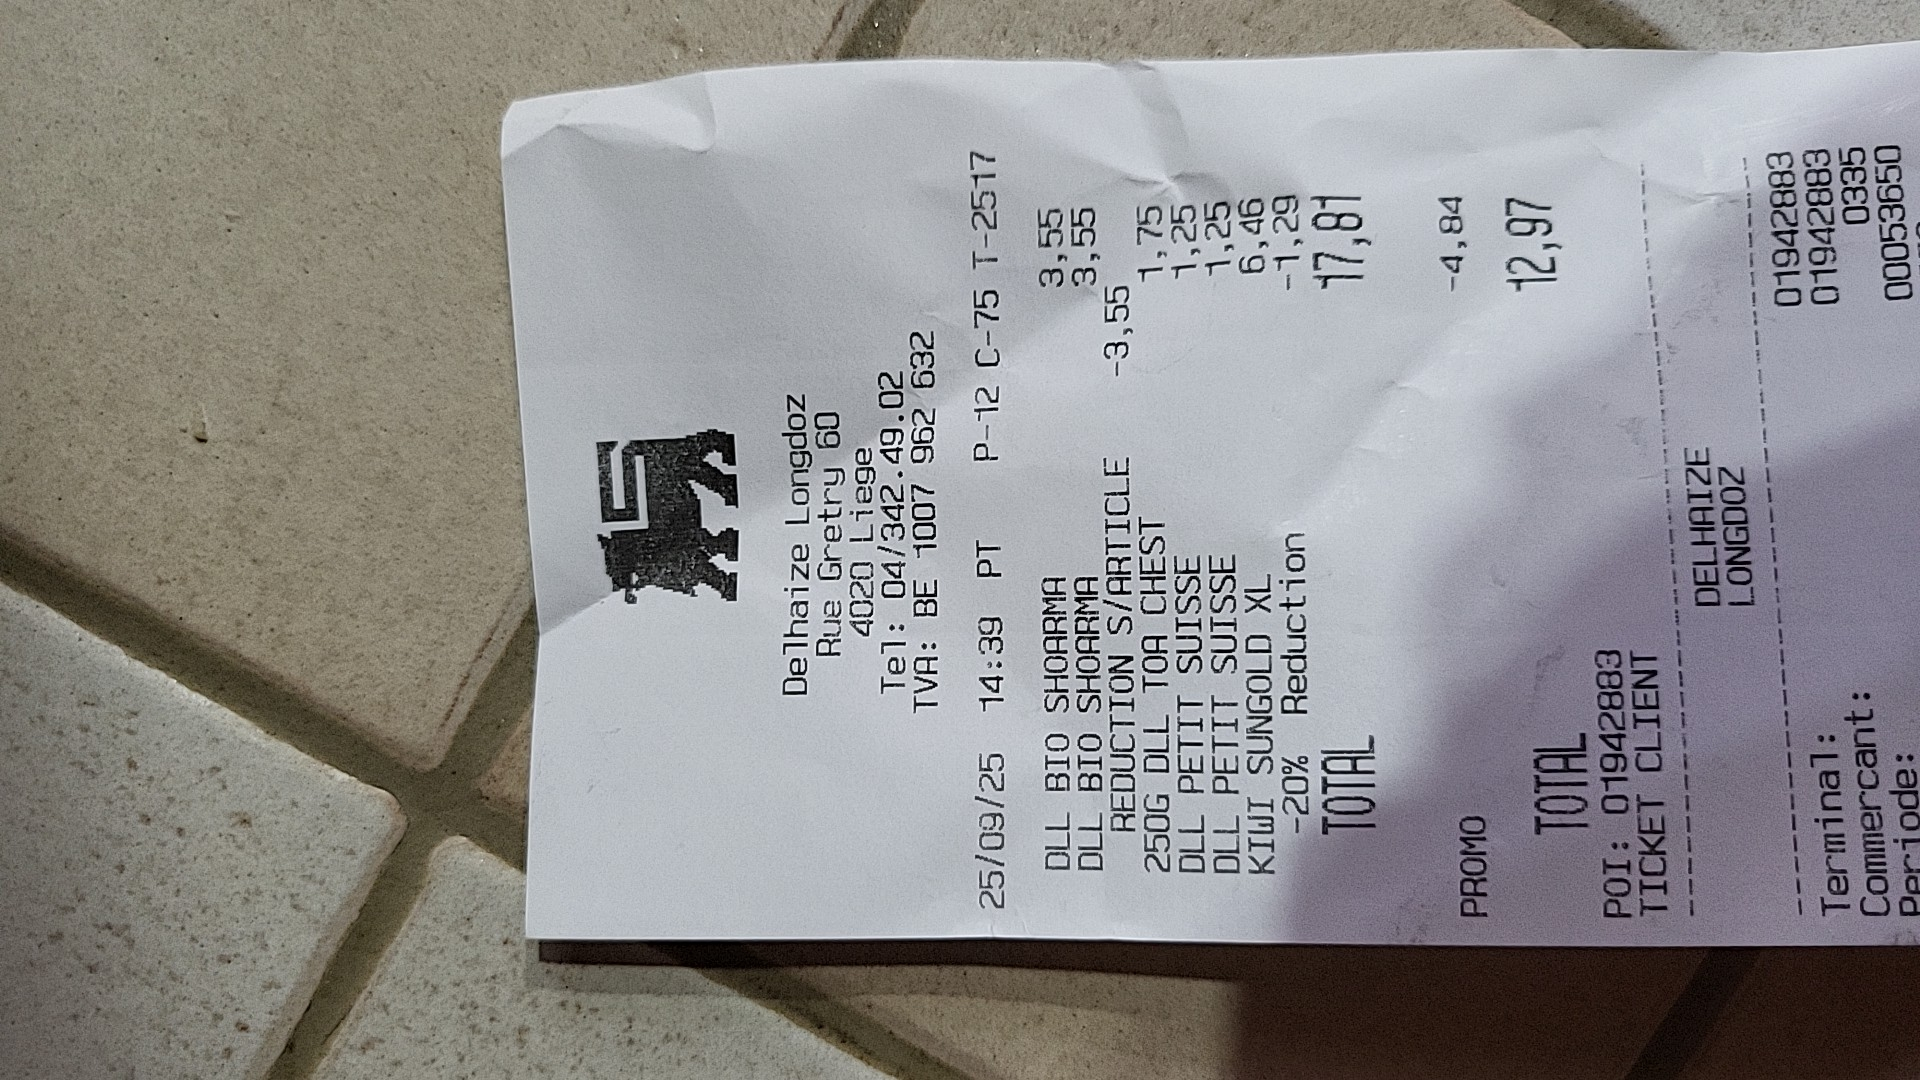 Delhaize Longdoz
Rue Gretry 60
4020 Liege
Tel: 04/342.49.02
TVA: BE 1007 962 632
25/09/25 14:39 PT P-12 C-75 T-2517
DLL BIO SHOARMA 3,55
DLL BIO SHOARMA 3,55
REDUCTION S/ARTICLE -3,55
250G DLL TOA CHEST 1,75
DLL PETIT SUISSE 1,25
DLL PETIT SUISSE 1,25
KIWI SUNGOLD XL 6,46
-20% Reduction -1,29
TOTAL 17,81
PROMO -4,84
TOTAL 12,97
POI: 01942883
TICKET CLIENT
DELHAIZE
LONGDOZ
Terminal: 01942883
Commercant: 01942883
Periode: 0335
00053650